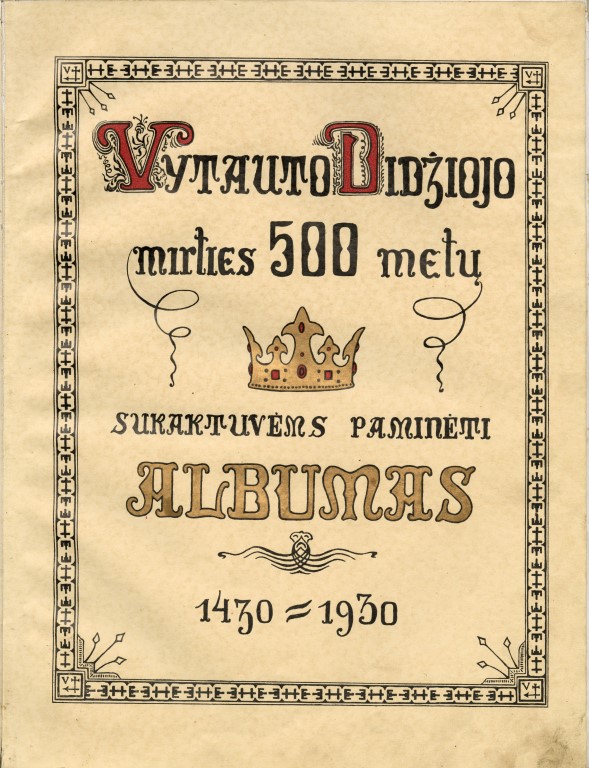 Vytauto Didžiojo
mirties 500 metų
sukaktuvėms paminėti
ALBUMAS
1430 = 1930